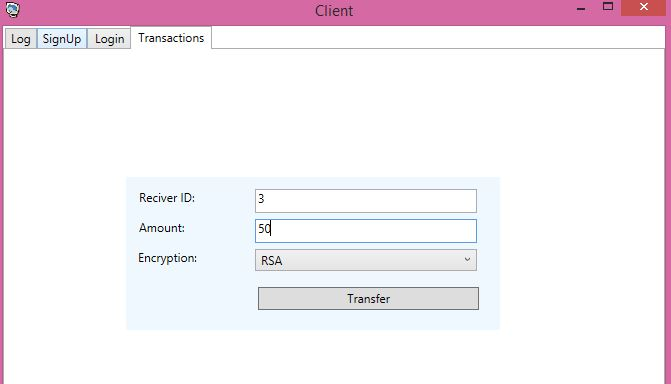 Client
Log SignUp Login Transactions
Reciver ID: 3
Amount: 50
Encryption: RSA
Transfer